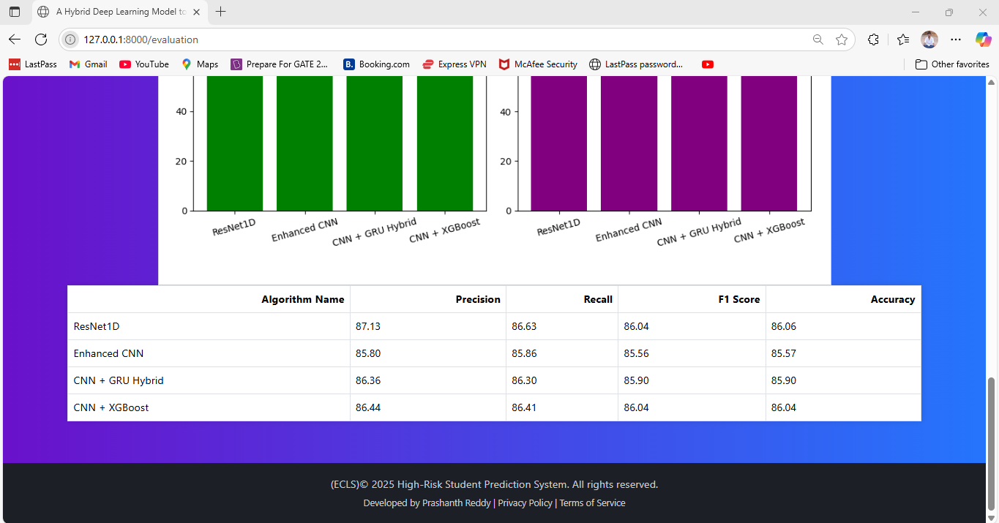 A Hybrid Deep Learning Model to
127.0.0.1:8000/evaluation
LastPass Gmail YouTube Maps Prepare For GATE 2... B. Booking.com Express VPN McAfee Security LastPass password... Other favorites
40 40
20 20
0 0
ResNet1D Enhanced CNN CNN + GRU Hybrid CNN + XGBoost ResNet1D Enhanced CNN CNN + GRU Hybrid CNN + XGBoost
Algorithm Name Precision Recall F1 Score Accuracy
ResNet1D 87.13 86.63 86.04 86.06
Enhanced CNN 85.80 85.86 85.56 85.57
CNN + GRU Hybrid 86.36 86.30 85.90 85.90
CNN + XGBoost 86.44 86.41 86.04 86.04
(ECLS)© 2025 High-Risk Student Prediction System. All rights reserved.
Developed by Prashanth Reddy | Privacy Policy | Terms of Service